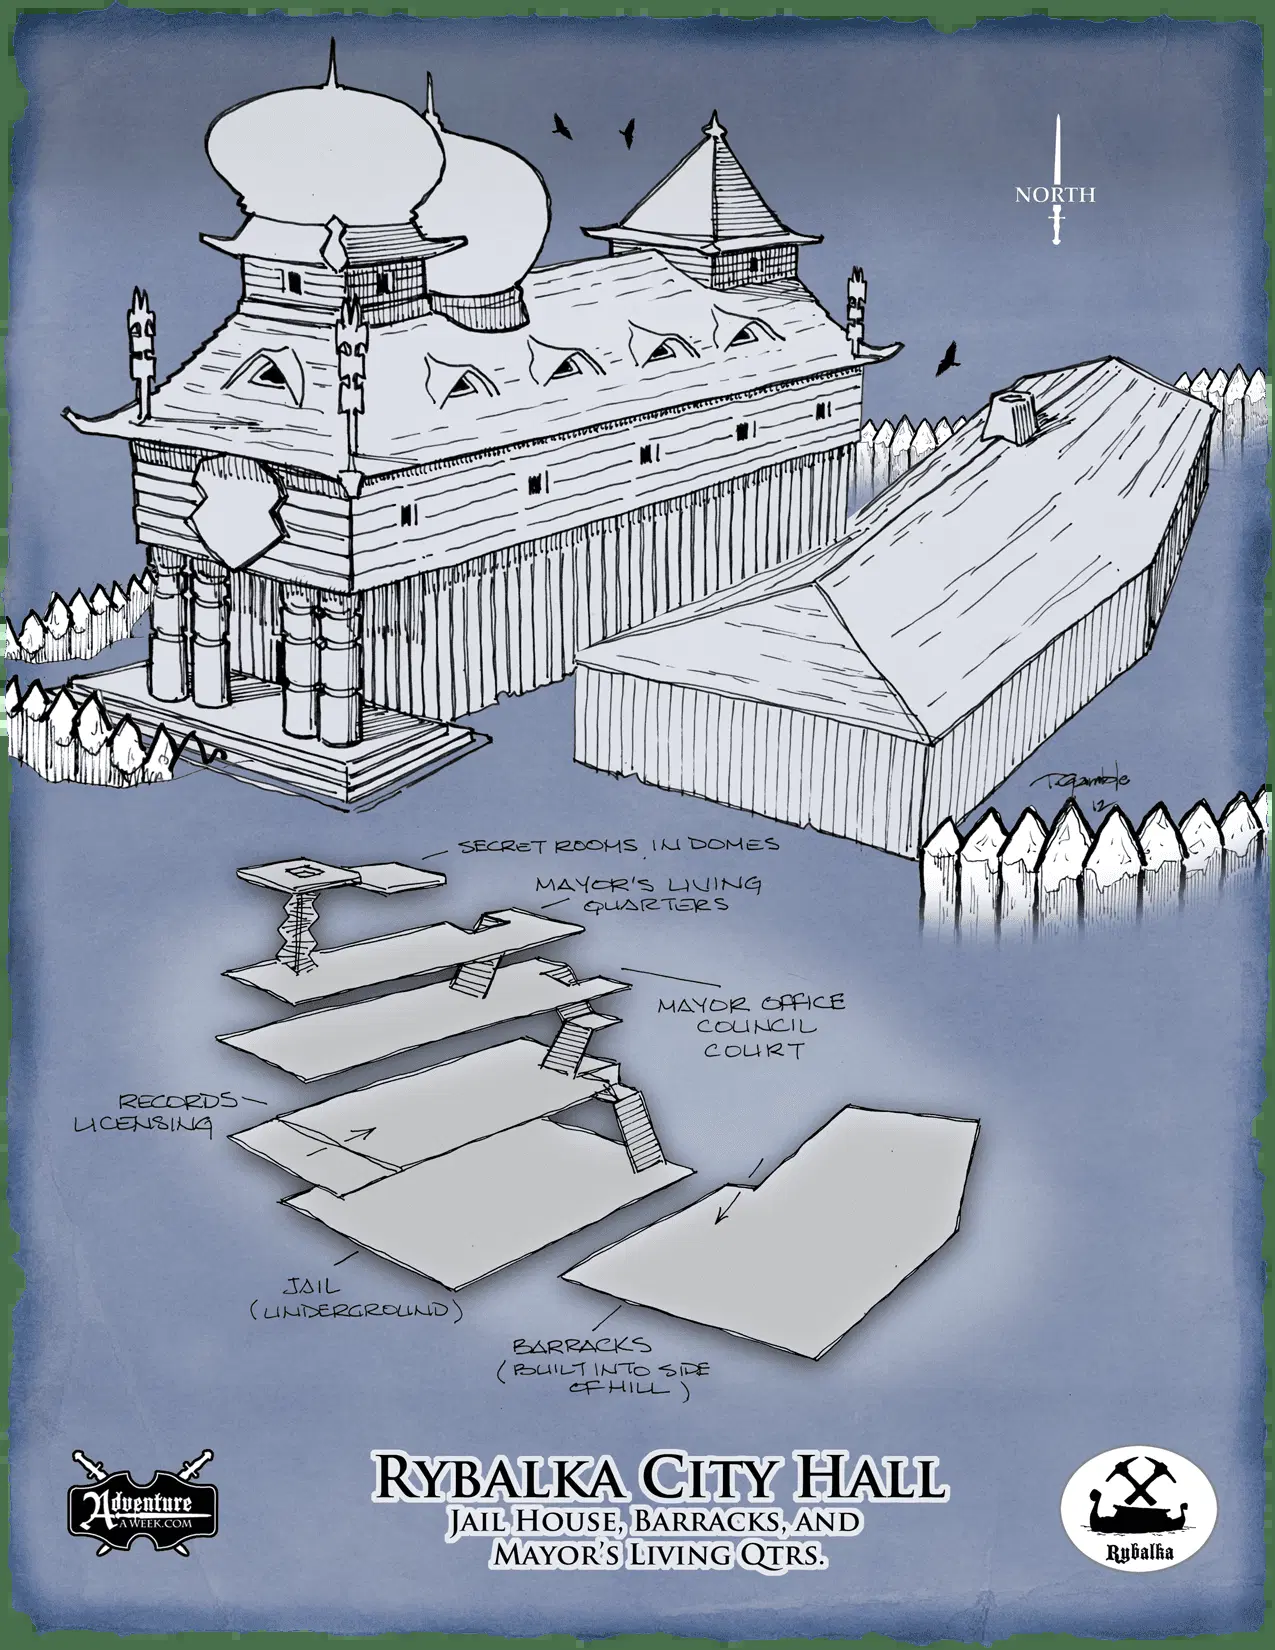 NORTH
SECRET ROOMS IN DOMES
MAYOR'S LIVING
QUARTERS
MAYOR OFFICE
COUNCIL
COURT
RECORDS
LICENSING
JAIL
(UNDERGROUND)
BARRACKS
(BUILT INTO SIDE
OF HILL)
Adventure
A WEEK.COM
RYBALKA CITY HALL
JAIL HOUSE, BARRACKS, AND
MAYOR'S LIVING QTRS.
Rybalka
12